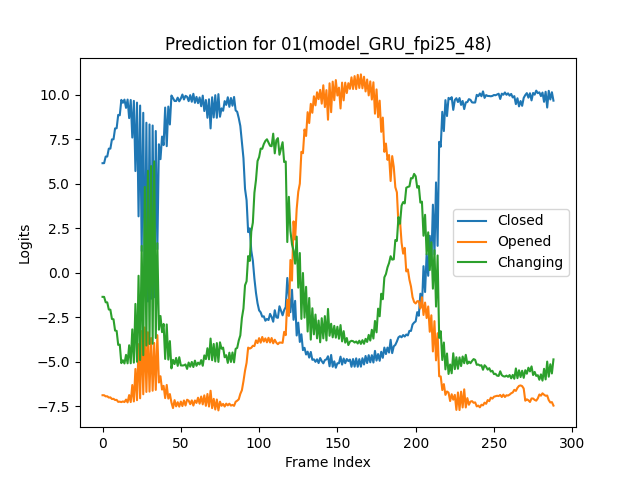 Prediction for 01(model_GRU_fpi25_48)
10.0
7.5
5.0
2.5
0.0
−2.5
−5.0
−7.5
Logits
Closed
Opened
Changing
0 50 100 150 200 250 300
Frame Index